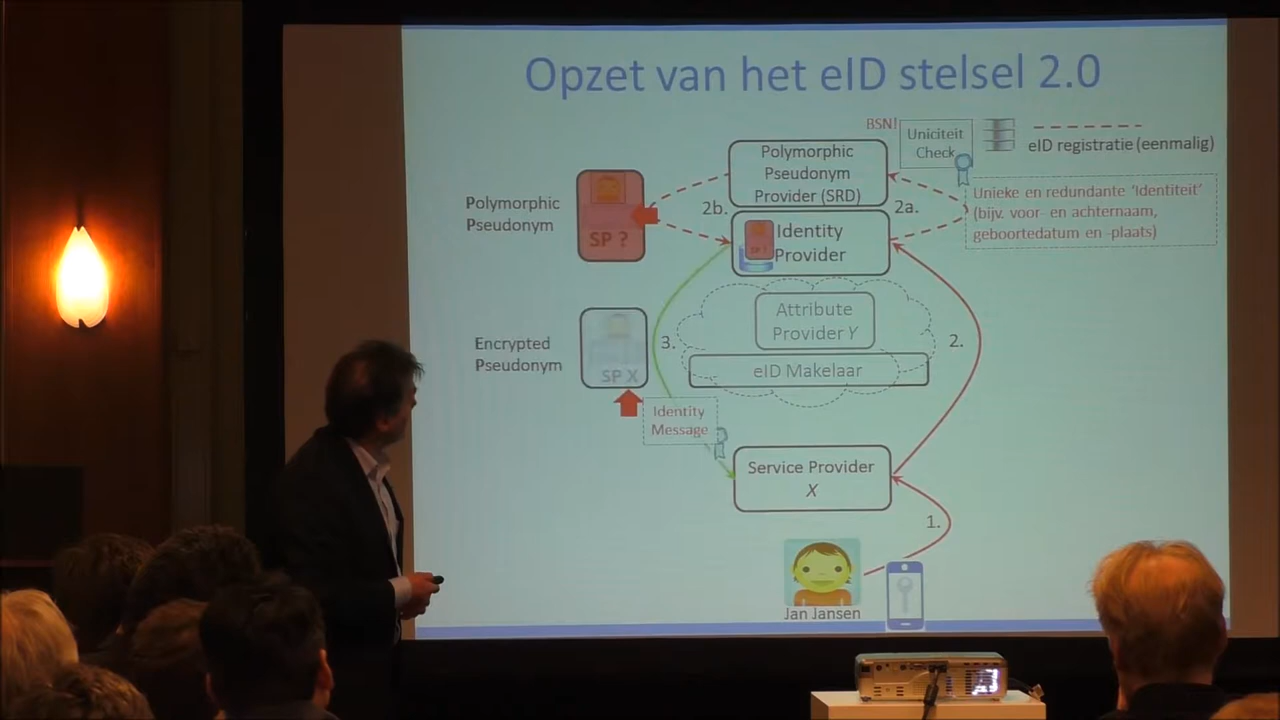 Opzet van het eID stelsel 2.0
BSN!
Uniciteit
Check
eID registratie (eenmalig)
Polymorphic
Pseudonym
Provider (SRD)
Polymorphic
Pseudonym
SP ?
2b.
2a.
Unieke en redundante 'Identiteit'
(bijv. voor- en achternaam,
geboortedatum en -plaats)
Identity
Provider
Attribute
Provider Y
Encrypted
Pseudonym
SP X
3.
2.
eID Makelaar
Identity
Message
Service Provider
X
1.
Jan Jansen